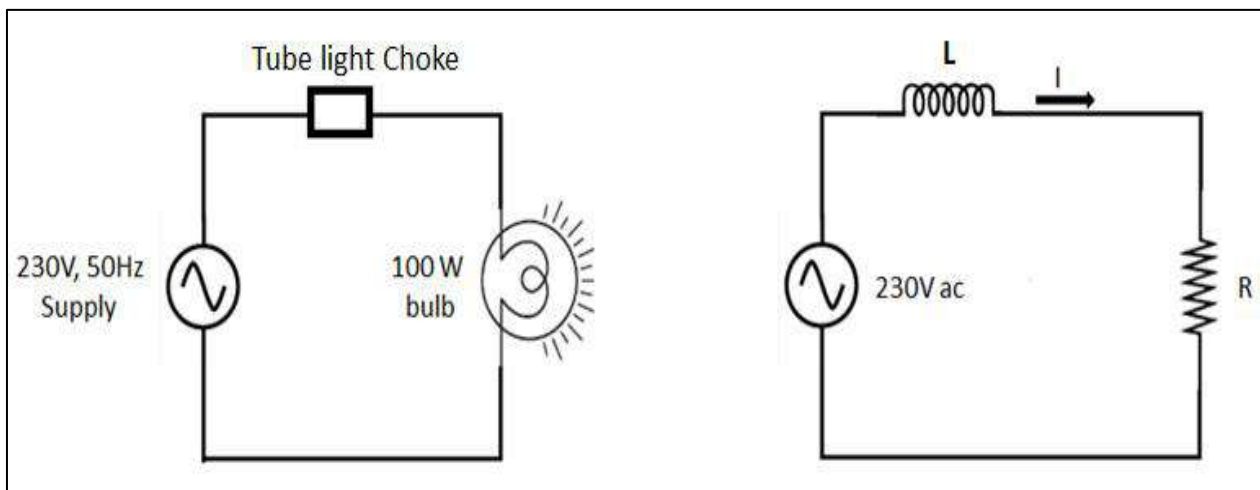 Tube light Choke
230V, 50Hz
Supply
100 W
bulb
L
I
230V ac
R